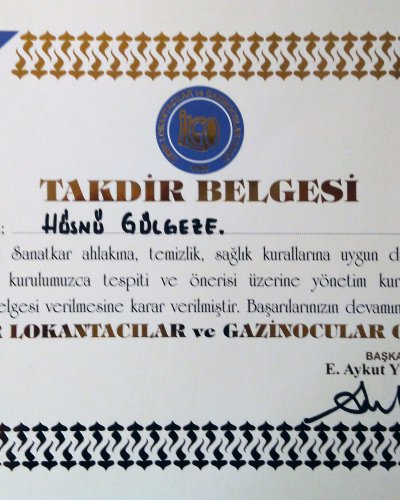 TAKDİR BELGESİ
: HÜSNÜ GÜLGEZE.
Sanatkar ahlakına, temizlik, sağlık kurallarına uygun d
kurulumuzca tespiti ve önerisi üzerine yönetim kur
elgesi verilmesine karar verilmiştir. Başarılarınızın devamın
R LOKANTACILAR ve GAZİNOCULAR O
BAŞKA
E. Aykut Y